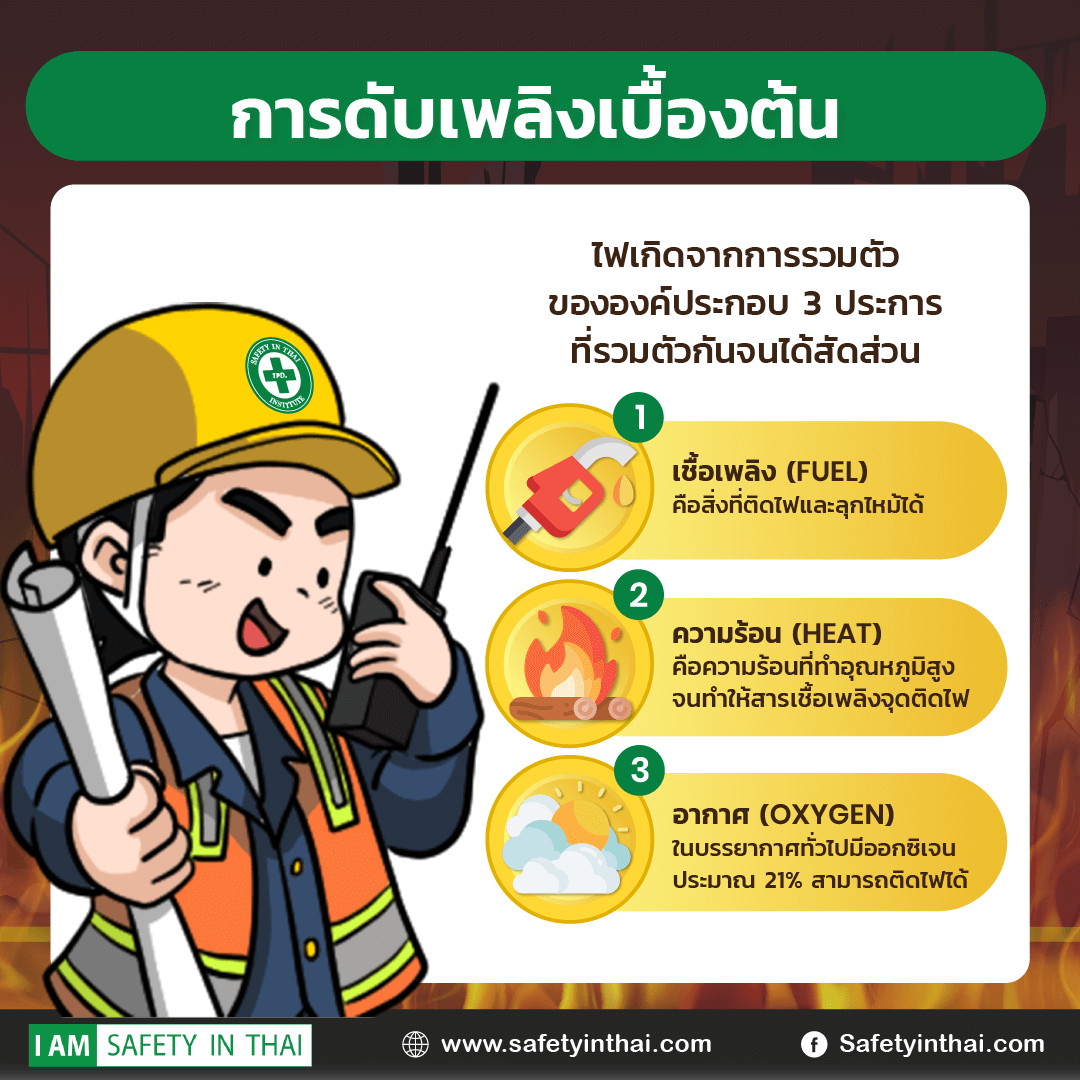 การดับเพลิงเบื้องต้น
ไฟเกิดจากการรวมตัว
ขององค์ประกอบ 3 ประการ
ที่รวมตัวกันจนได้สัดส่วน
SAFETY IN THAI
TPD.
INSTITUTE
1
เชื้อเพลิง (FUEL)
คือสิ่งที่ติดไฟและลุกไหม้ได้
2
ความร้อน (HEAT)
คือความร้อนที่ทำอุณหภูมิสูง
จนทำให้สารเชื้อเพลิงจุดติดไฟ
3
อากาศ (OXYGEN)
ในบรรยากาศทั่วไปมีออกซิเจน
ประมาณ 21% สามารถติดไฟได้
I AM SAFETY IN THAI
www.safetyinthai.com
Safetyinthai.com